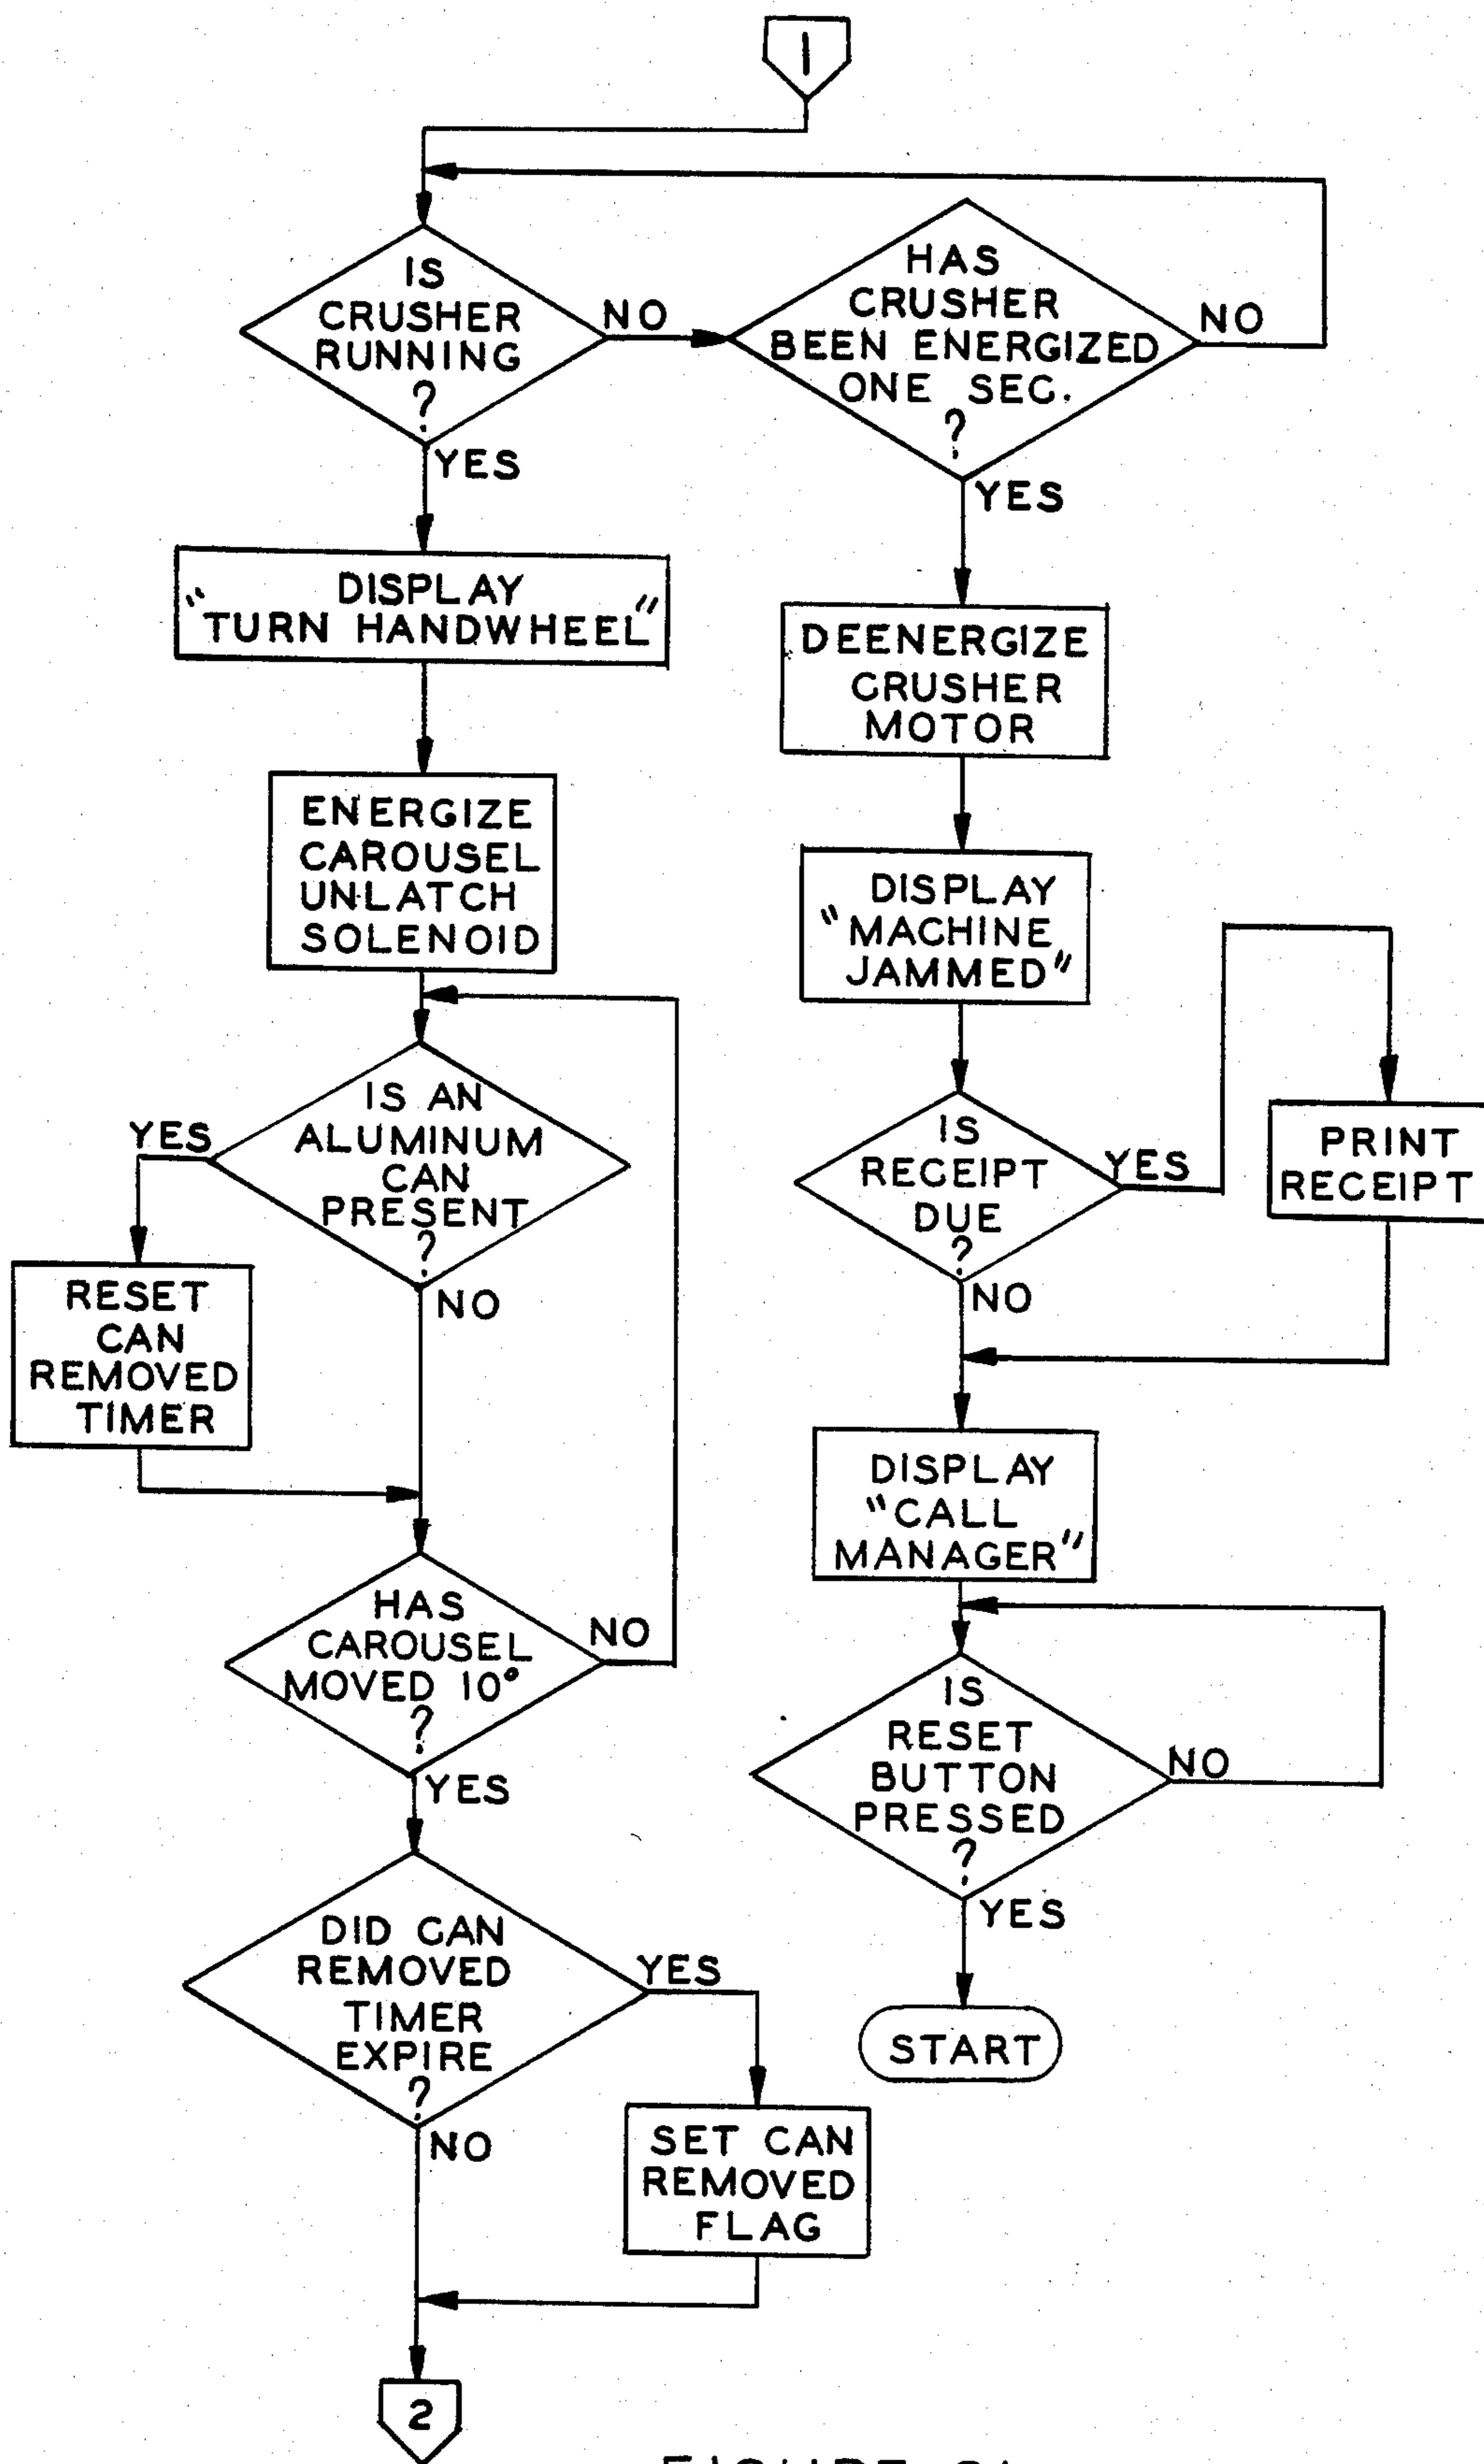 1
IS
CRUSHER
RUNNING
?
NO
YES
HAS
CRUSHER
BEEN ENERGIZED
ONE SEC.
?
NO
YES
DISPLAY
"TURN HANDWHEEL"
ENERGIZE
CAROUSEL
UNLATCH
SOLENOID
IS AN
ALUMINUM
CAN
PRESENT
?
YES
NO
RESET
CAN
REMOVED
TIMER
HAS
CAROUSEL
MOVED 10°
?
NO
YES
DID CAN
REMOVED
TIMER
EXPIRE
?
YES
NO
SET CAN
REMOVED
FLAG
2
DEENERGIZE
CRUSHER
MOTOR
DISPLAY
"MACHINE
JAMMED"
IS
RECEIPT
DUE
?
YES
NO
PRINT
RECEIPT
DISPLAY
"CALL
MANAGER"
IS
RESET
BUTTON
PRESSED
?
NO
YES
START